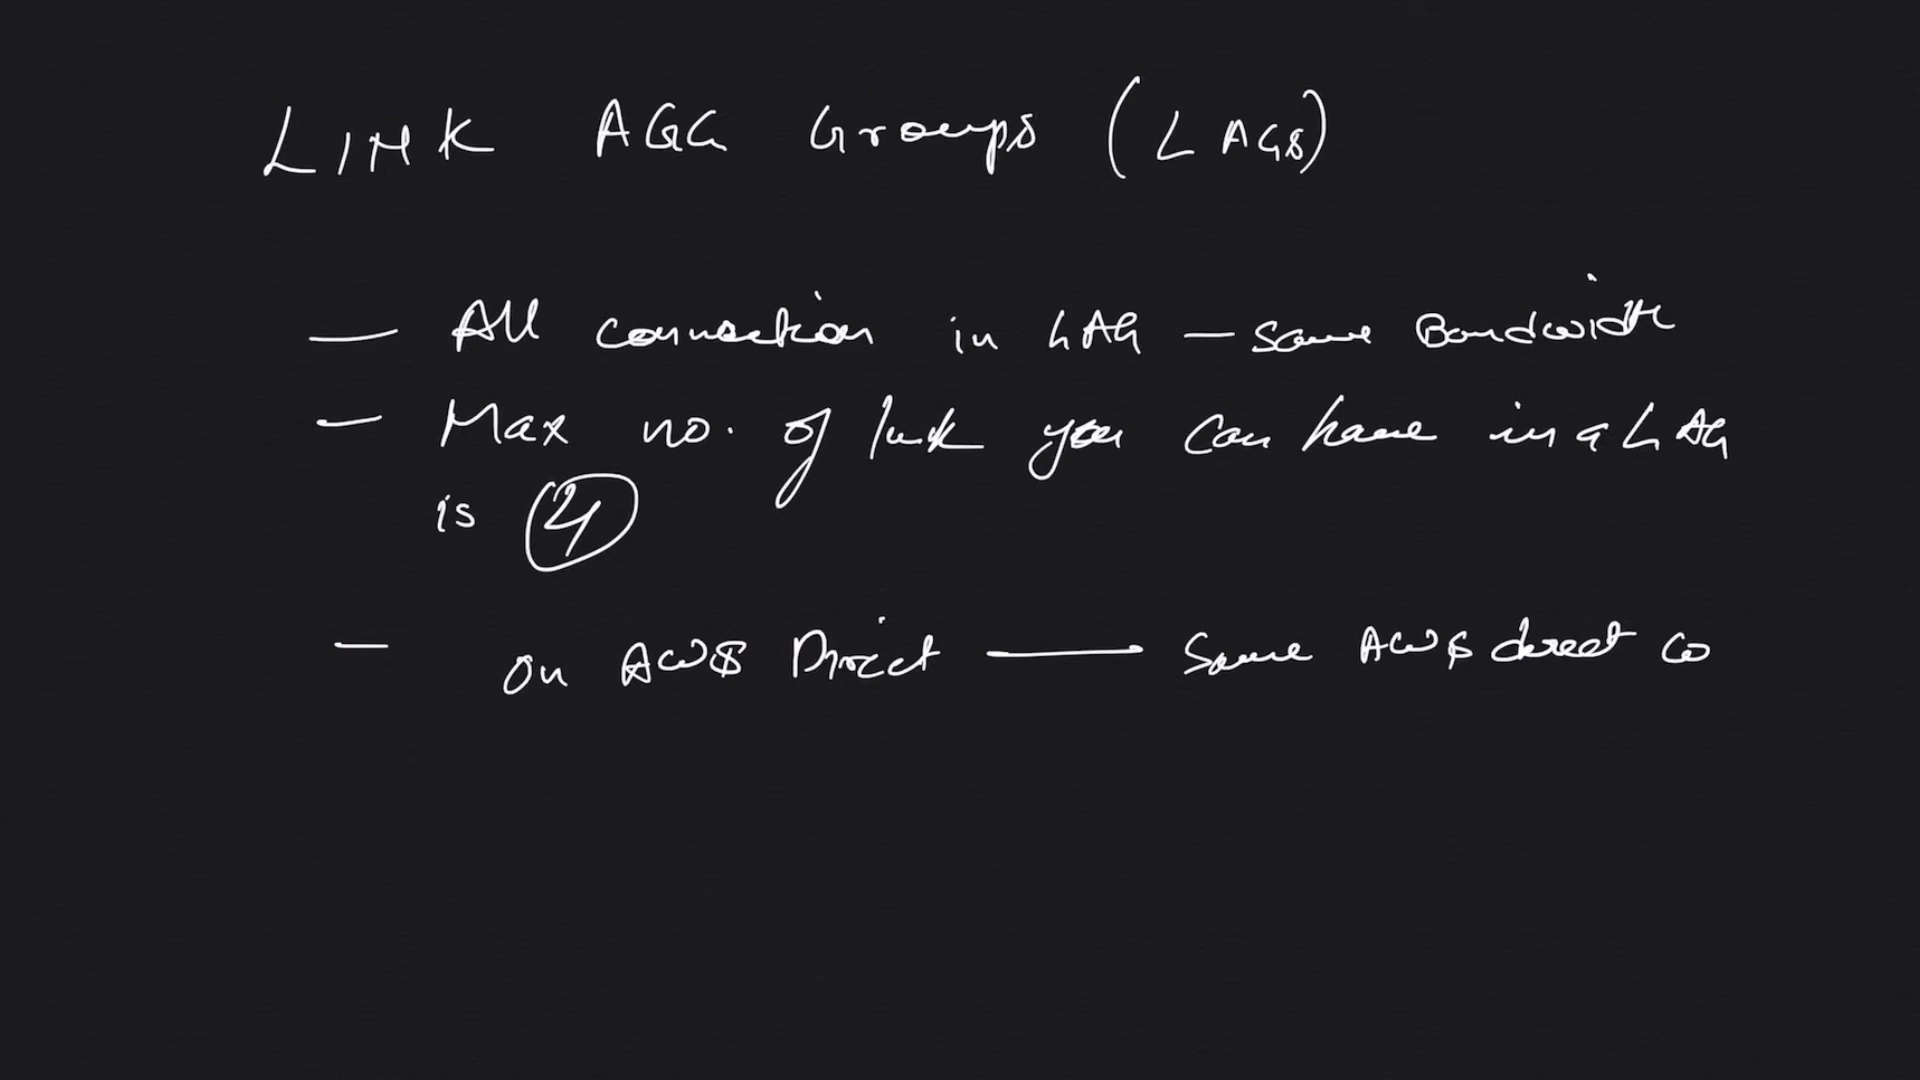 LINK AGG Groups (LAGs)
— All connection in LAG — same Bandwidth
— Max no. of link you can have in a LAG
is 4
— on AWS Direct — Same AWS direct co